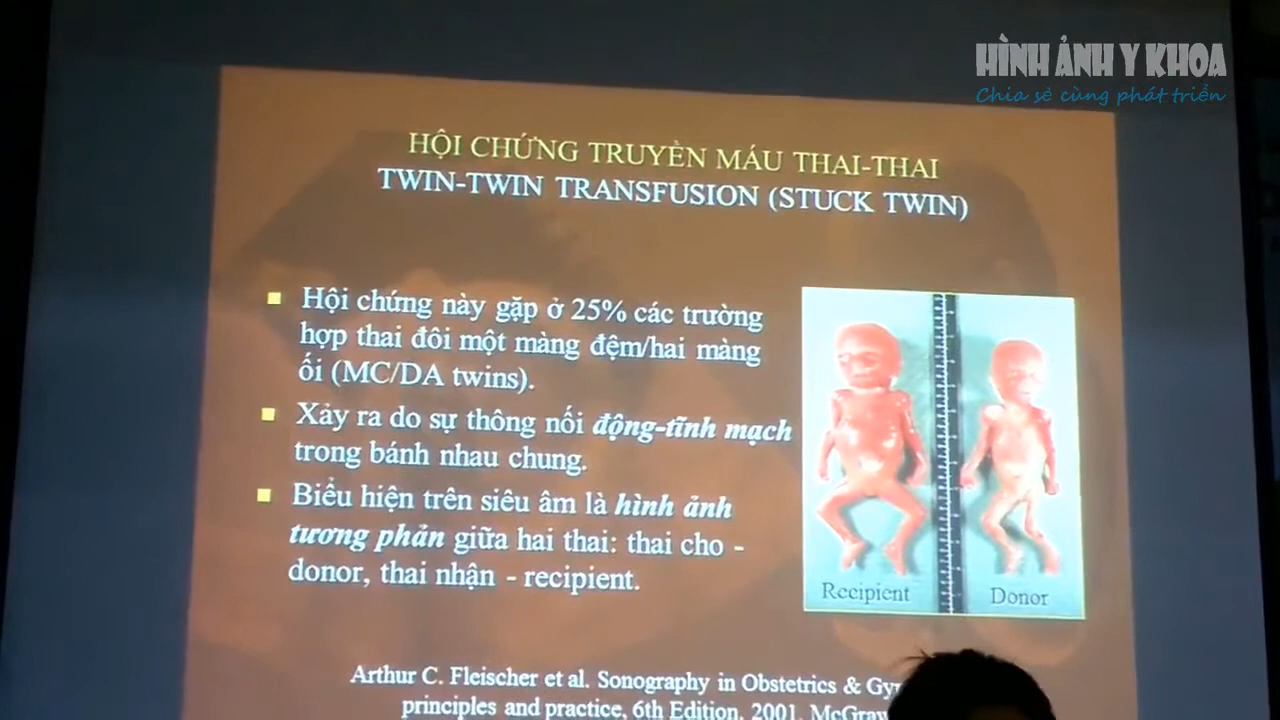 HÌNH ẢNH Y KHOA
Chia sẻ cùng phát triển
HỘI CHỨNG TRUYỀN MÁU THAI-THAI
TWIN-TWIN TRANSFUSION (STUCK TWIN)
Hội chứng này gặp ở 25% các trường
hợp thai đôi một màng đệm/hai màng
ối (MC/DA twins).
Xảy ra do sự thông nối động-tĩnh mạch
trong bánh nhau chung.
Biểu hiện trên siêu âm là hình ảnh
tương phản giữa hai thai: thai cho -
donor, thai nhận - recipient.
Recipient
Donor
Arthur C. Fleischer et al. Sonography in Obstetrics &
principles and practice, 6th Edition, 2001.